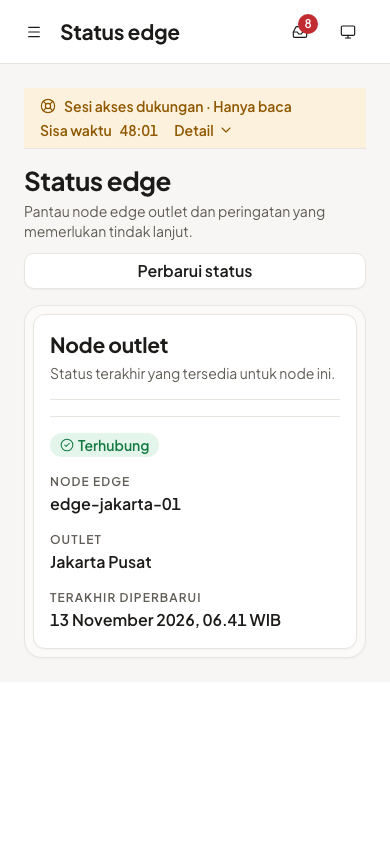 Status edge
8
Sesi akses dukungan · Hanya baca
Sisa waktu 48:01 Detail
Status edge
Pantau node edge outlet dan peringatan yang
memerlukan tindak lanjut.
Perbarui status
Node outlet
Status terakhir yang tersedia untuk node ini.
Terhubung
NODE EDGE
edge-jakarta-01
OUTLET
Jakarta Pusat
TERAKHIR DIPERBARUI
13 November 2026, 06.41 WIB